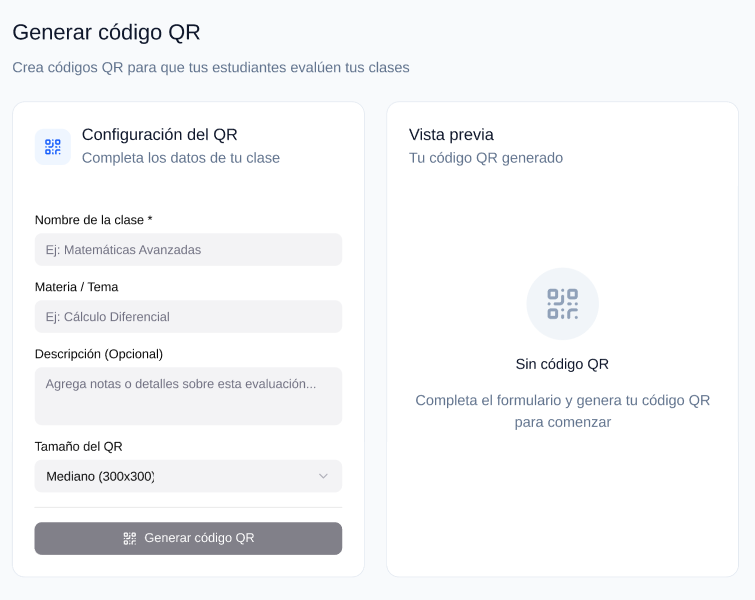 Generar código QR
Crea códigos QR para que tus estudiantes evalúen tus clases
Configuración del QR
Completa los datos de tu clase
Nombre de la clase *
Ej: Matemáticas Avanzadas
Materia / Tema
Ej: Cálculo Diferencial
Descripción (Opcional)
Agrega notas o detalles sobre esta evaluación...
Tamaño del QR
Mediano (300x300)
Generar código QR
Vista previa
Tu código QR generado
Sin código QR
Completa el formulario y genera tu código QR
para comenzar